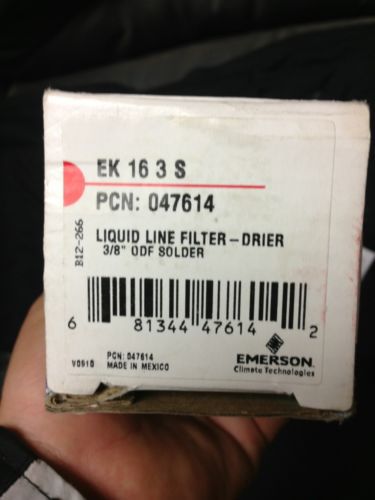 EK 16 3 S
PCN: 047614
B12-266
LIQUID LINE FILTER-DRIER
3/8" ODF SOLDER
6 81344 47614 2
V0910
PCN: 047614
MADE IN MEXICO
EMERSON
Climate Technologies